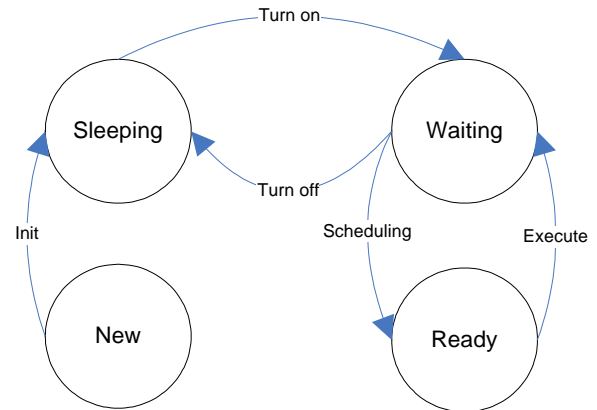 Turn on
Sleeping
Waiting
Turn off
Init
Scheduling
Execute
New
Ready